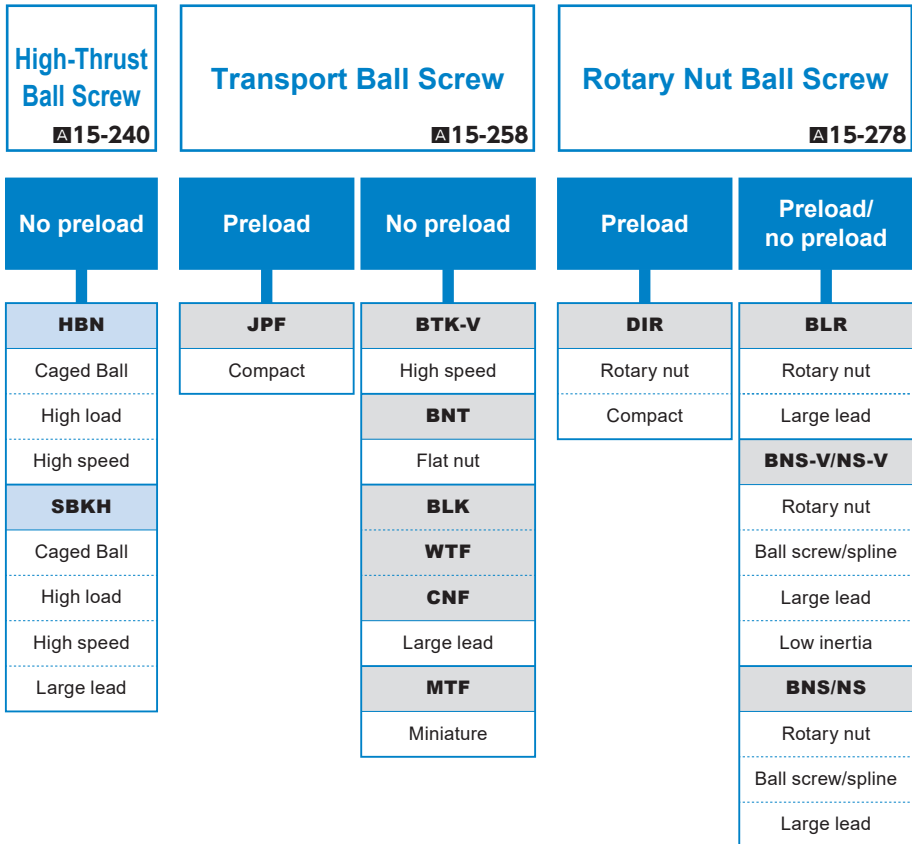 High-Thrust
Ball Screw
A15-240
Transport Ball Screw
A15-258
Rotary Nut Ball Screw
A15-278
No preload
HBN
Caged Ball
High load
High speed
SBKH
Caged Ball
High load
High speed
Large lead
Preload
JPF
Compact
No preload
BTK-V
High speed
BNT
Flat nut
BLK
WTF
CNF
Large lead
MTF
Miniature
Preload
DIR
Rotary nut
Compact
Preload/
no preload
BLR
Rotary nut
Large lead
BNS-V/NS-V
Rotary nut
Ball screw/spline
Large lead
Low inertia
BNS/NS
Rotary nut
Ball screw/spline
Large lead